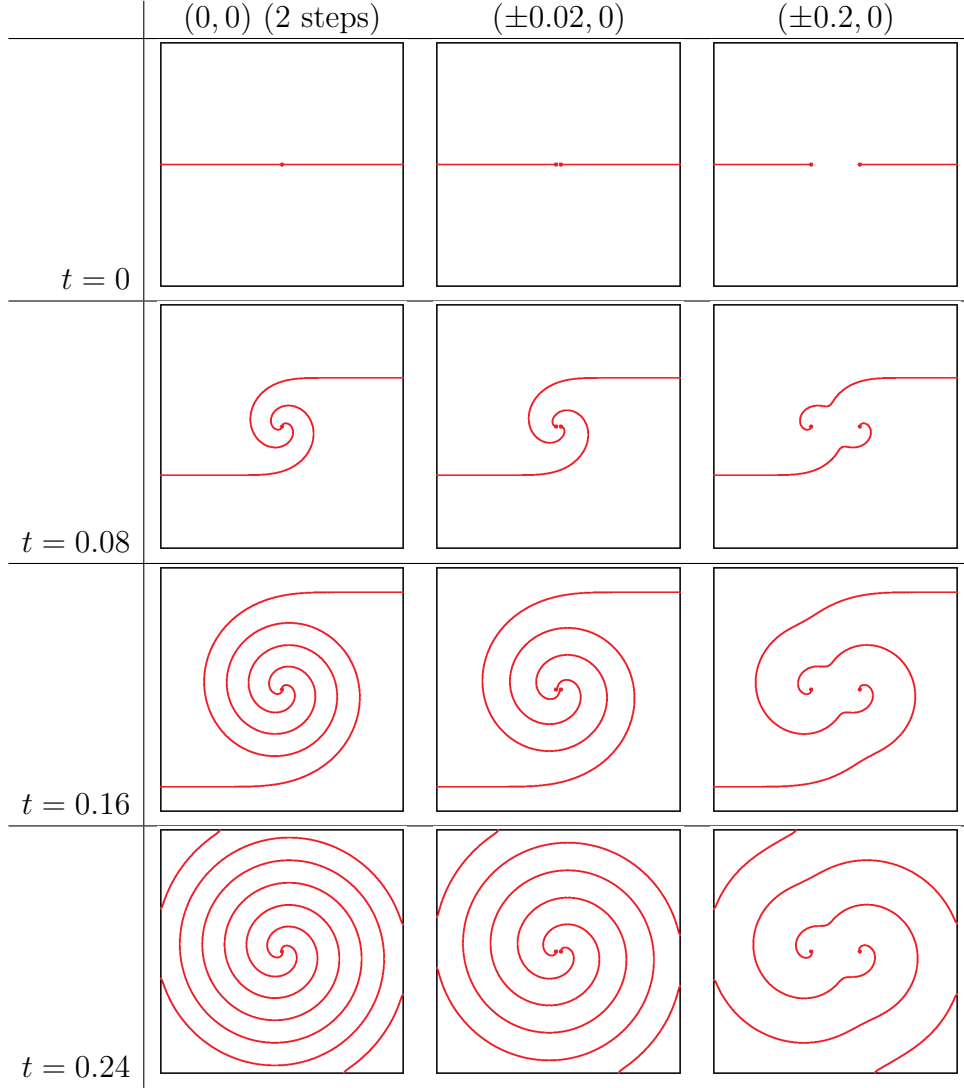 (0, 0) (2 steps) (±0.02, 0) (±0.2, 0)
t = 0
t = 0.08
t = 0.16
t = 0.24